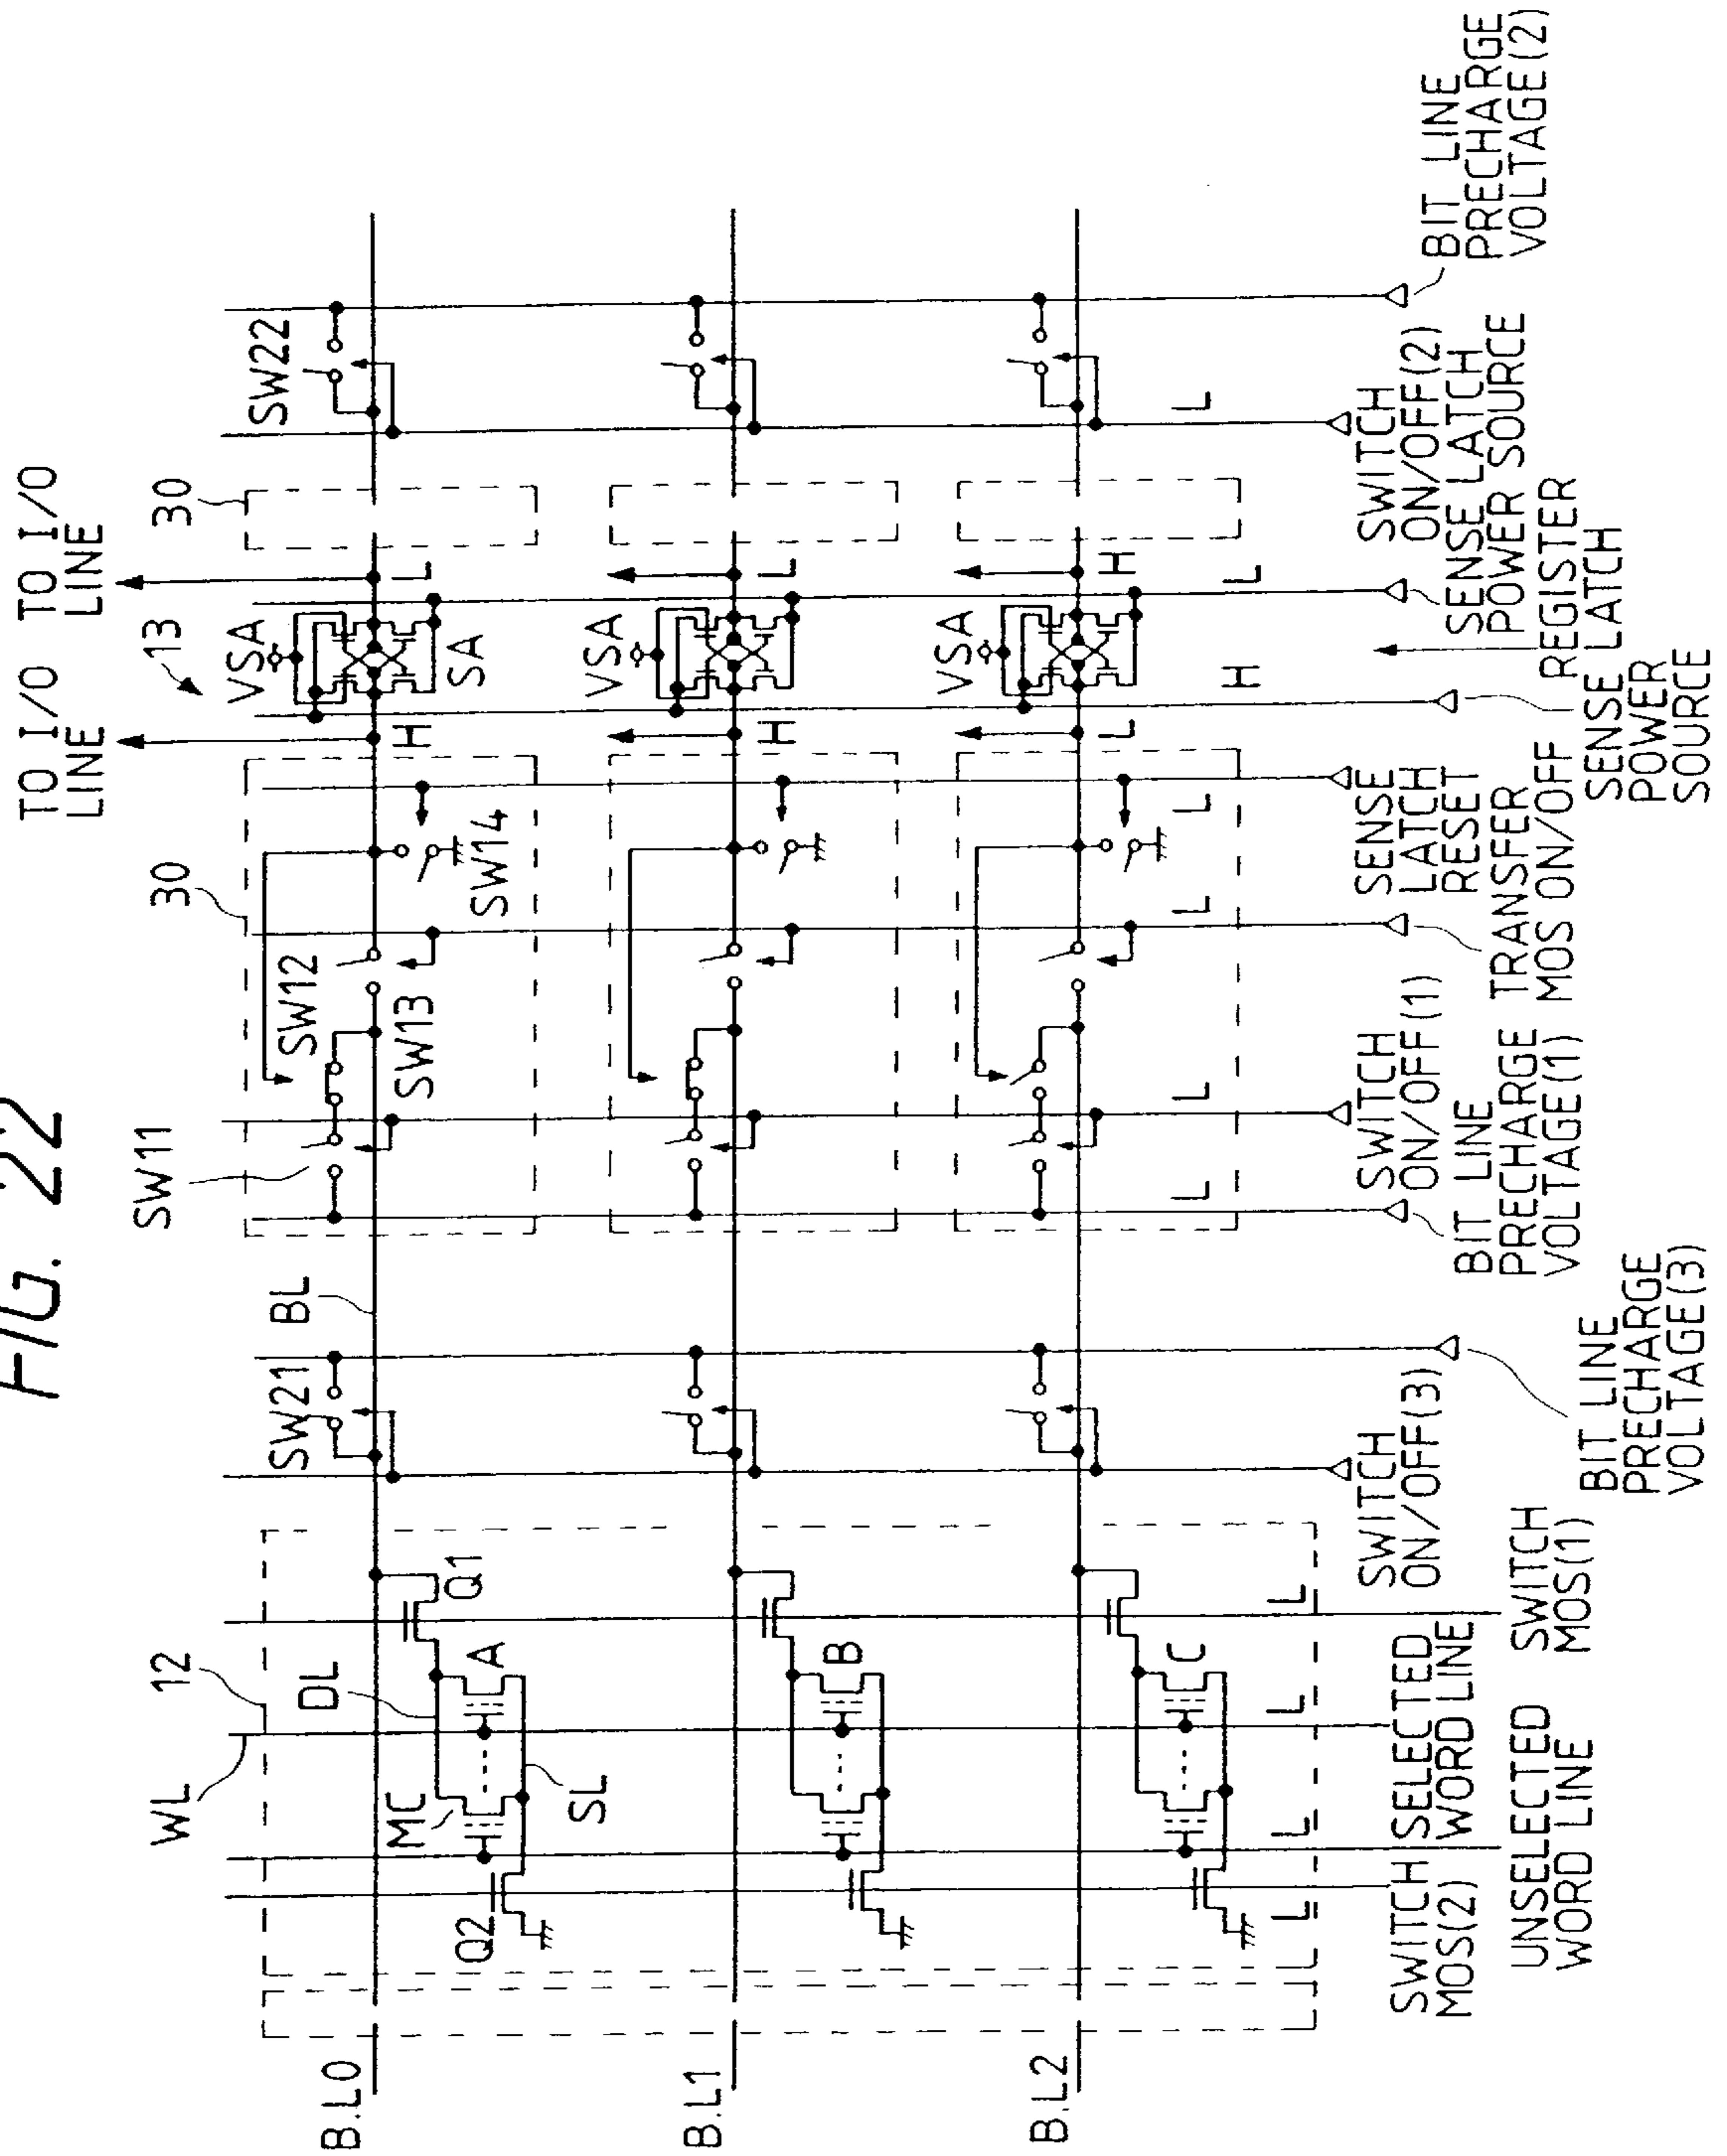 FIG. 22
TO I/O
LINE
TO I/O
LINE
WL
12
SW11
30
13
30
B.L0
Q2
MC
DL
A
SL
Q1
SW21
BL
SW12
SW13
SW14
H
VSA
SA
L
SW22
B.L1
B
H
VSA
L
B.L2
C
L
VSA
H
L
L
L
L
L
L
L
L
H
L
L
SWITCH
MOS(2)
UNSELECTED
WORD LINE
SELECTED
WORD LINE
SWITCH
MOS(1)
SWITCH
ON/OFF(3)
BIT LINE
PRECHARGE
VOLTAGE(3)
BIT LINE
PRECHARGE
VOLTAGE(1)
SWITCH
ON/OFF(1)
TRANSFER
MOS ON/OFF
SENSE
LATCH
RESET
SENSE LATCH
POWER
SOURCE
REGISTER
SENSE LATCH
POWER SOURCE
SWITCH
ON/OFF(2)
BIT LINE
PRECHARGE
VOLTAGE(2)